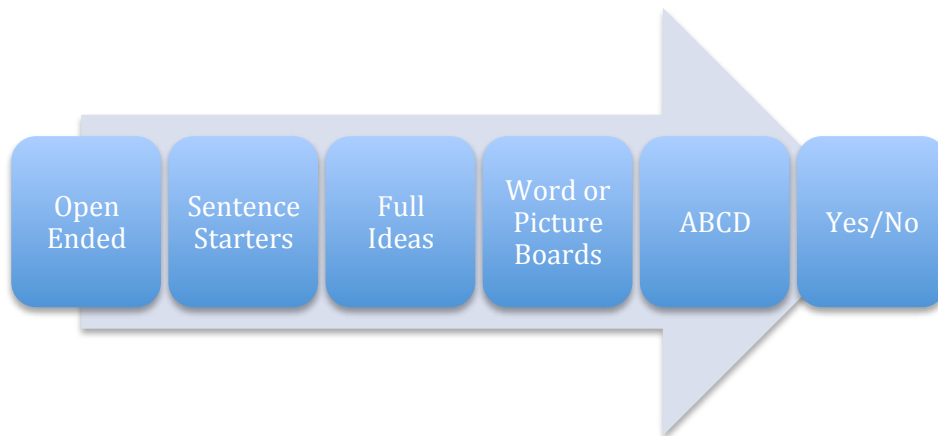 Open
Ended
Sentence
Starters
Full
Ideas
Word or
Picture
Boards
ABCD
Yes/No